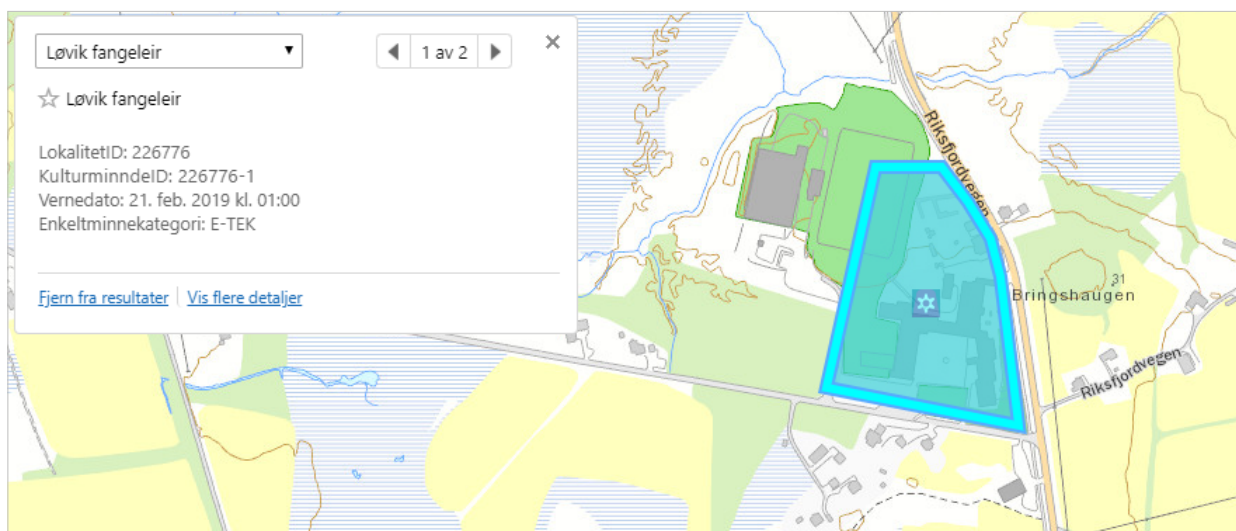 Løvik fangeleir
1 av 2
Løvik fangeleir
LokalitetID: 226776
KulturminndeID: 226776-1
Vernedato: 21. feb. 2019 kl. 01:00
Enkeltminnekategori: E-TEK
Fjern fra resultater
Vis flere detaljer
Riksfjordvegen
31
Bringshaugen
Riksfjordvegen